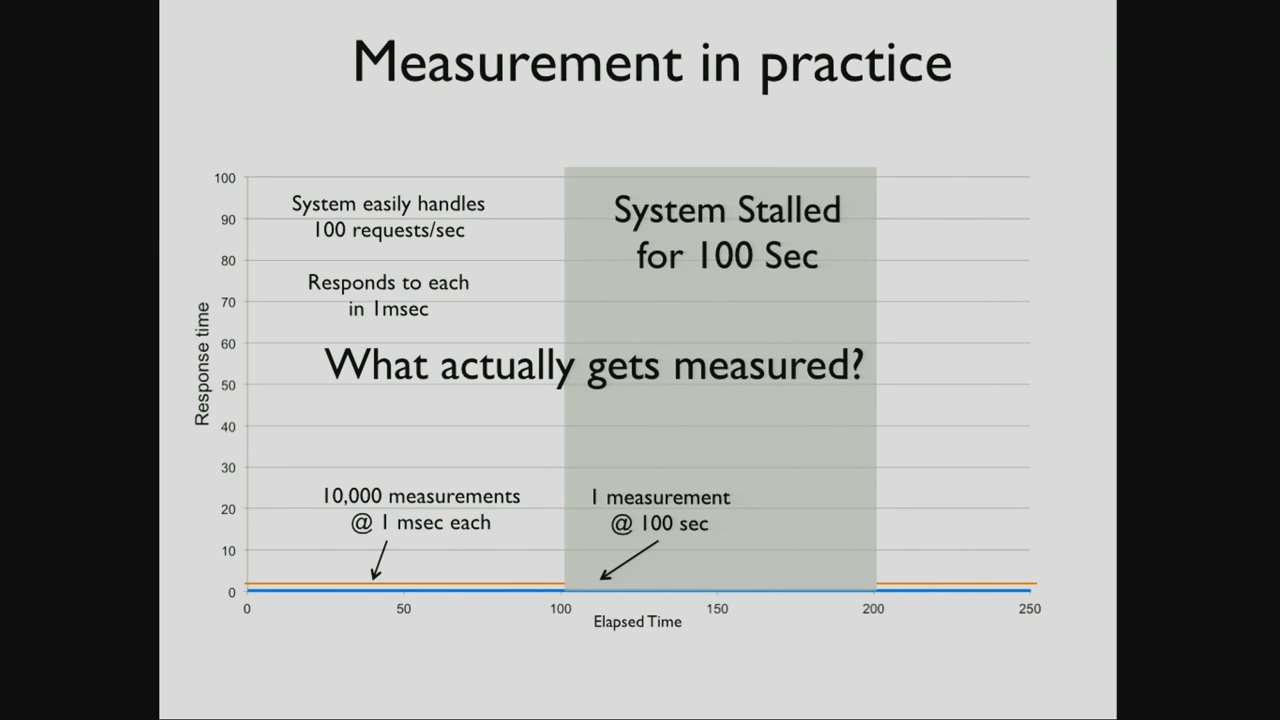 Measurement in practice
System easily handles
100 requests/sec
Responds to each
in 1msec
System Stalled
for 100 Sec
What actually gets measured?
10,000 measurements
@ 1 msec each
1 measurement
@ 100 sec
Response time
100
90
80
70
60
50
40
30
20
10
0
0
50
100
150
200
250
Elapsed Time